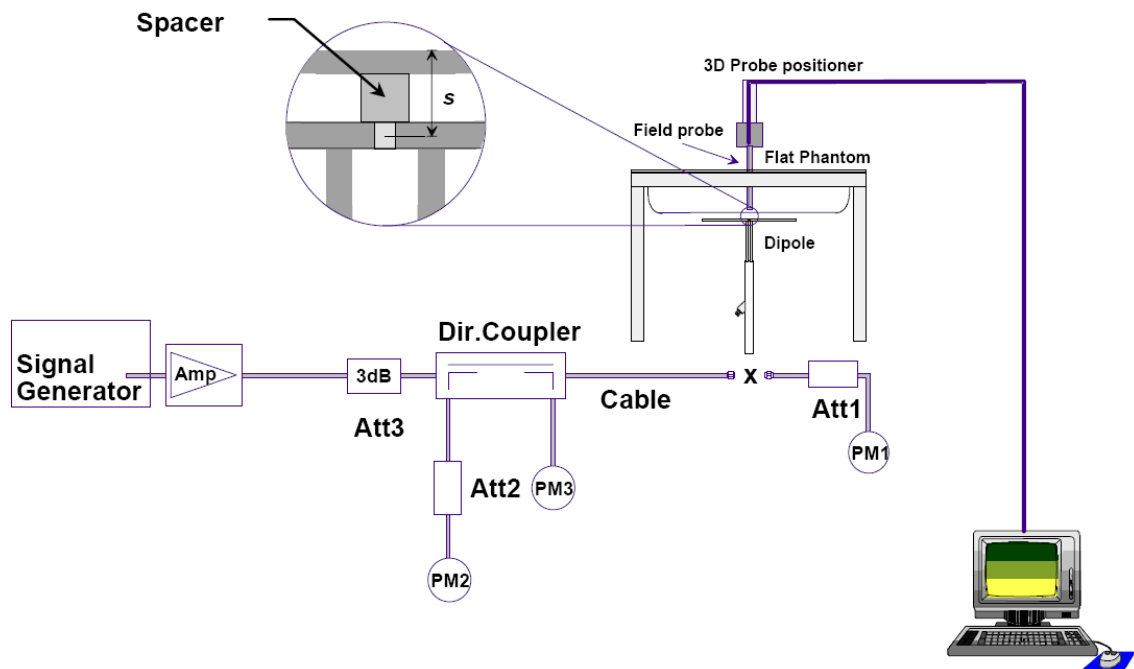 Spacer
s
3D Probe positioner
Field probe
Flat Phantom
Dipole
Signal
Generator
Amp
3dB
Att3
Dir.Coupler
Cable
X
Att1
PM1
Att2
PM3
PM2